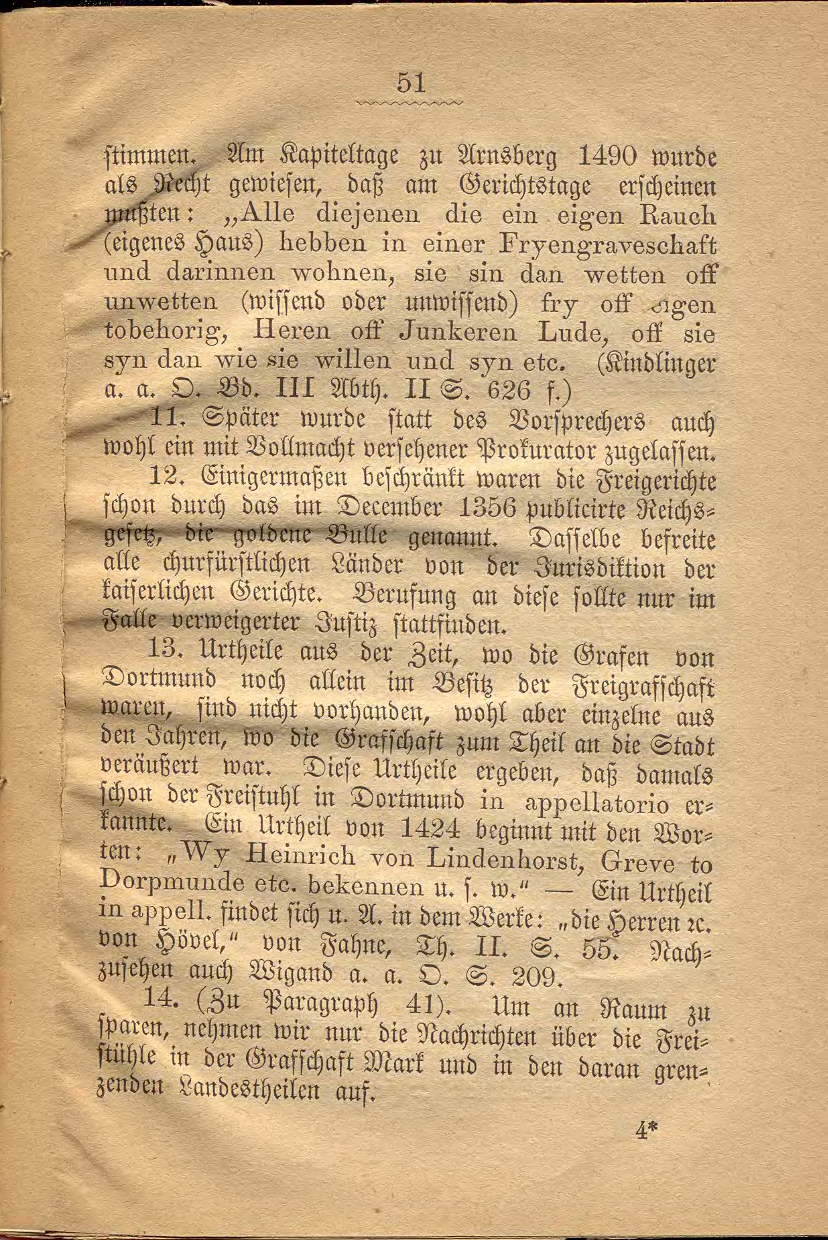 51
stimmen. Am Kapiteltage zu Arnsberg 1490 wurde
als Recht gewiesen, daß am Gerichtstage erscheinen
mußten: „Alle diejenen die ein eigen Rauch
(eigenes Haus) hebben in einer Fryengraveschaft
und darinnen wohnen, sie sin dan wetten off
unwetten (wissend oder unwissend) fry off eigen
tobehorig, Heren off Junkeren Lude, off sie
syn dan wie sie willen und syn etc. (Kindlinger
a. a. O. Bd. III Abth. II S. 626 f.)
11. Später wurde statt des Vorsprechers auch
wohl ein mit Vollmacht versehener Prokurator zugelassen.
12. Einigermaßen beschränkt waren die Freigerichte
schon durch das im December 1356 publicirte Reichs-
gesetz, die goldene Bulle genannt. Dasselbe befreite
alle churfürstlichen Länder von der Jurisdiktion der
kaiserlichen Gerichte. Berufung an diese sollte nur im
Falle verweigerter Justiz stattfinden.
13. Urtheile aus der Zeit, wo die Grafen von
Dortmund noch allein im Besitz der Freigrafschaft
waren, sind nicht vorhanden, wohl aber einzelne aus
den Jahren, wo die Grafschaft zum Theil an die Stadt
veräußert war. Diese Urtheile ergeben, daß damals
schon der Freistuhl in Dortmund in appellatorio er-
kannte. Ein Urtheil von 1424 beginnt mit den Wor-
ten: „Wy Heinrich von Lindenhorst, Greve to
Dorpmunde etc. bekennen u. s. w." — Ein Urtheil
in appell. findet sich u. A. in dem Werke: „die Herren ꝛc.
von Hövel," von Fahne, Th. II. S. 55. Nach-
zusehen auch Wigand a. a. O. S. 209.
14. (Zu Paragraph 41). Um an Raum zu
sparen, nehmen wir nur die Nachrichten über die Frei-
stühle in der Grafschaft Mark und in den daran gren-
zenden Landestheilen auf.
4*